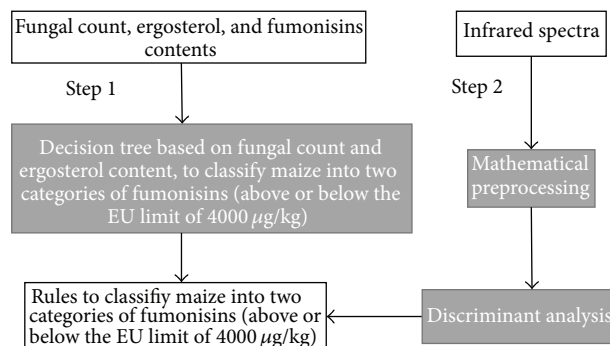 Fungal count, ergosterol, and fumonisins
contents
Step 1
Decision tree based on fungal count and
ergosterol content, to classify maize into two
categories of fumonisins (above or below the
EU limit of 4000 μg/kg)
Rules to classifiy maize into two
categories of fumonisins (above or
below the EU limit of 4000 μg/kg)
Infrared spectra
Step 2
Mathematical
preprocessing
Discriminant analysis